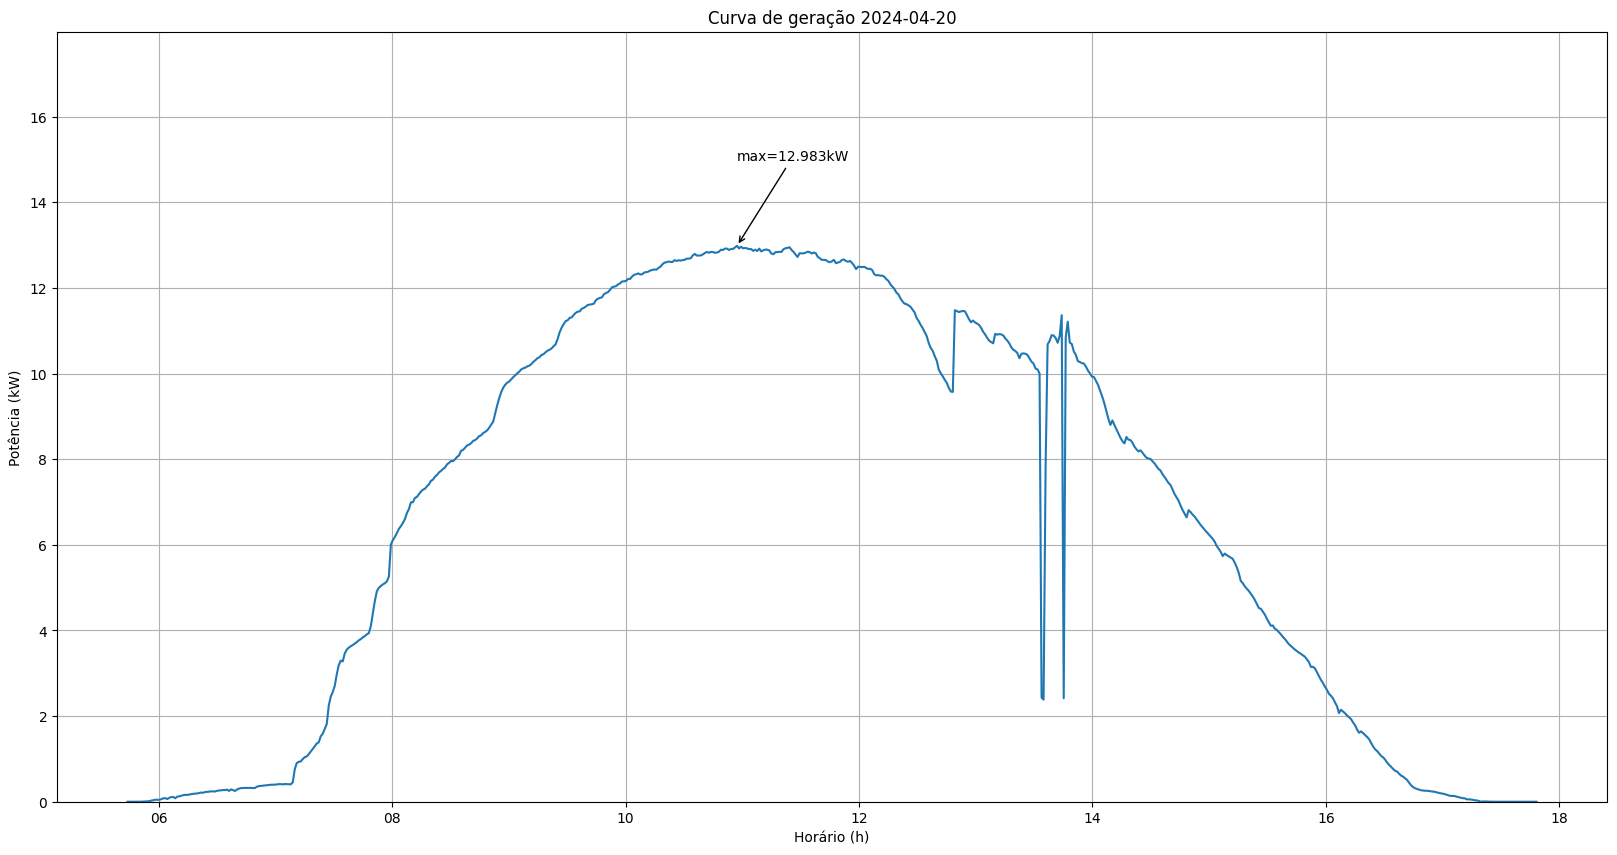 Curva de geração 2024-04-20
max=12.983kW
Potência (kW)
16
14
12
10
8
6
4
2
0
06 08 10 12 14 16 18
Horário (h)